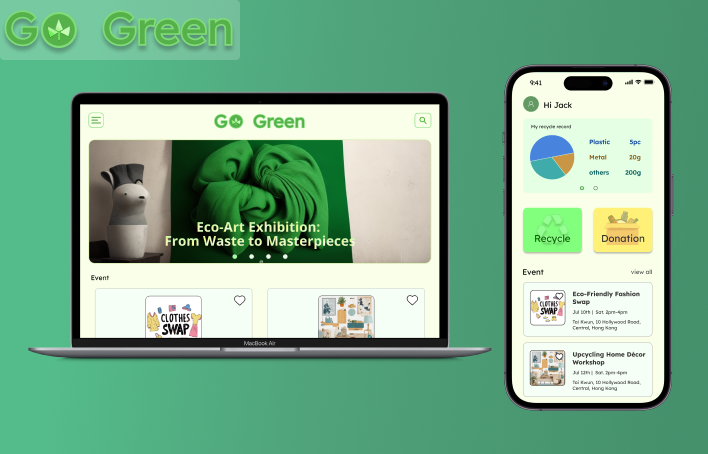 Go Green
Go Green
Eco-Art Exhibition:
From Waste to Masterpieces
Event
CLOTHES
SWAP
MacBook Air
9:41
Hi Jack
My recycle record
Plastic 5pc
Metal 20g
others 200g
Recycle Donation
Event view all
CLOTHES
SWAP
Eco-Friendly Fashion
Swap
Jul 10th | Sat. 2pm-4pm
Tai Kwun, 10 Hollywood Road,
Central, Hong Kong
Upcycling Home Décor
Workshop
Jul 12th | Sat. 2pm-4pm
Tai Kwun, 10 Hollywood Road,
Central, Hong Kong